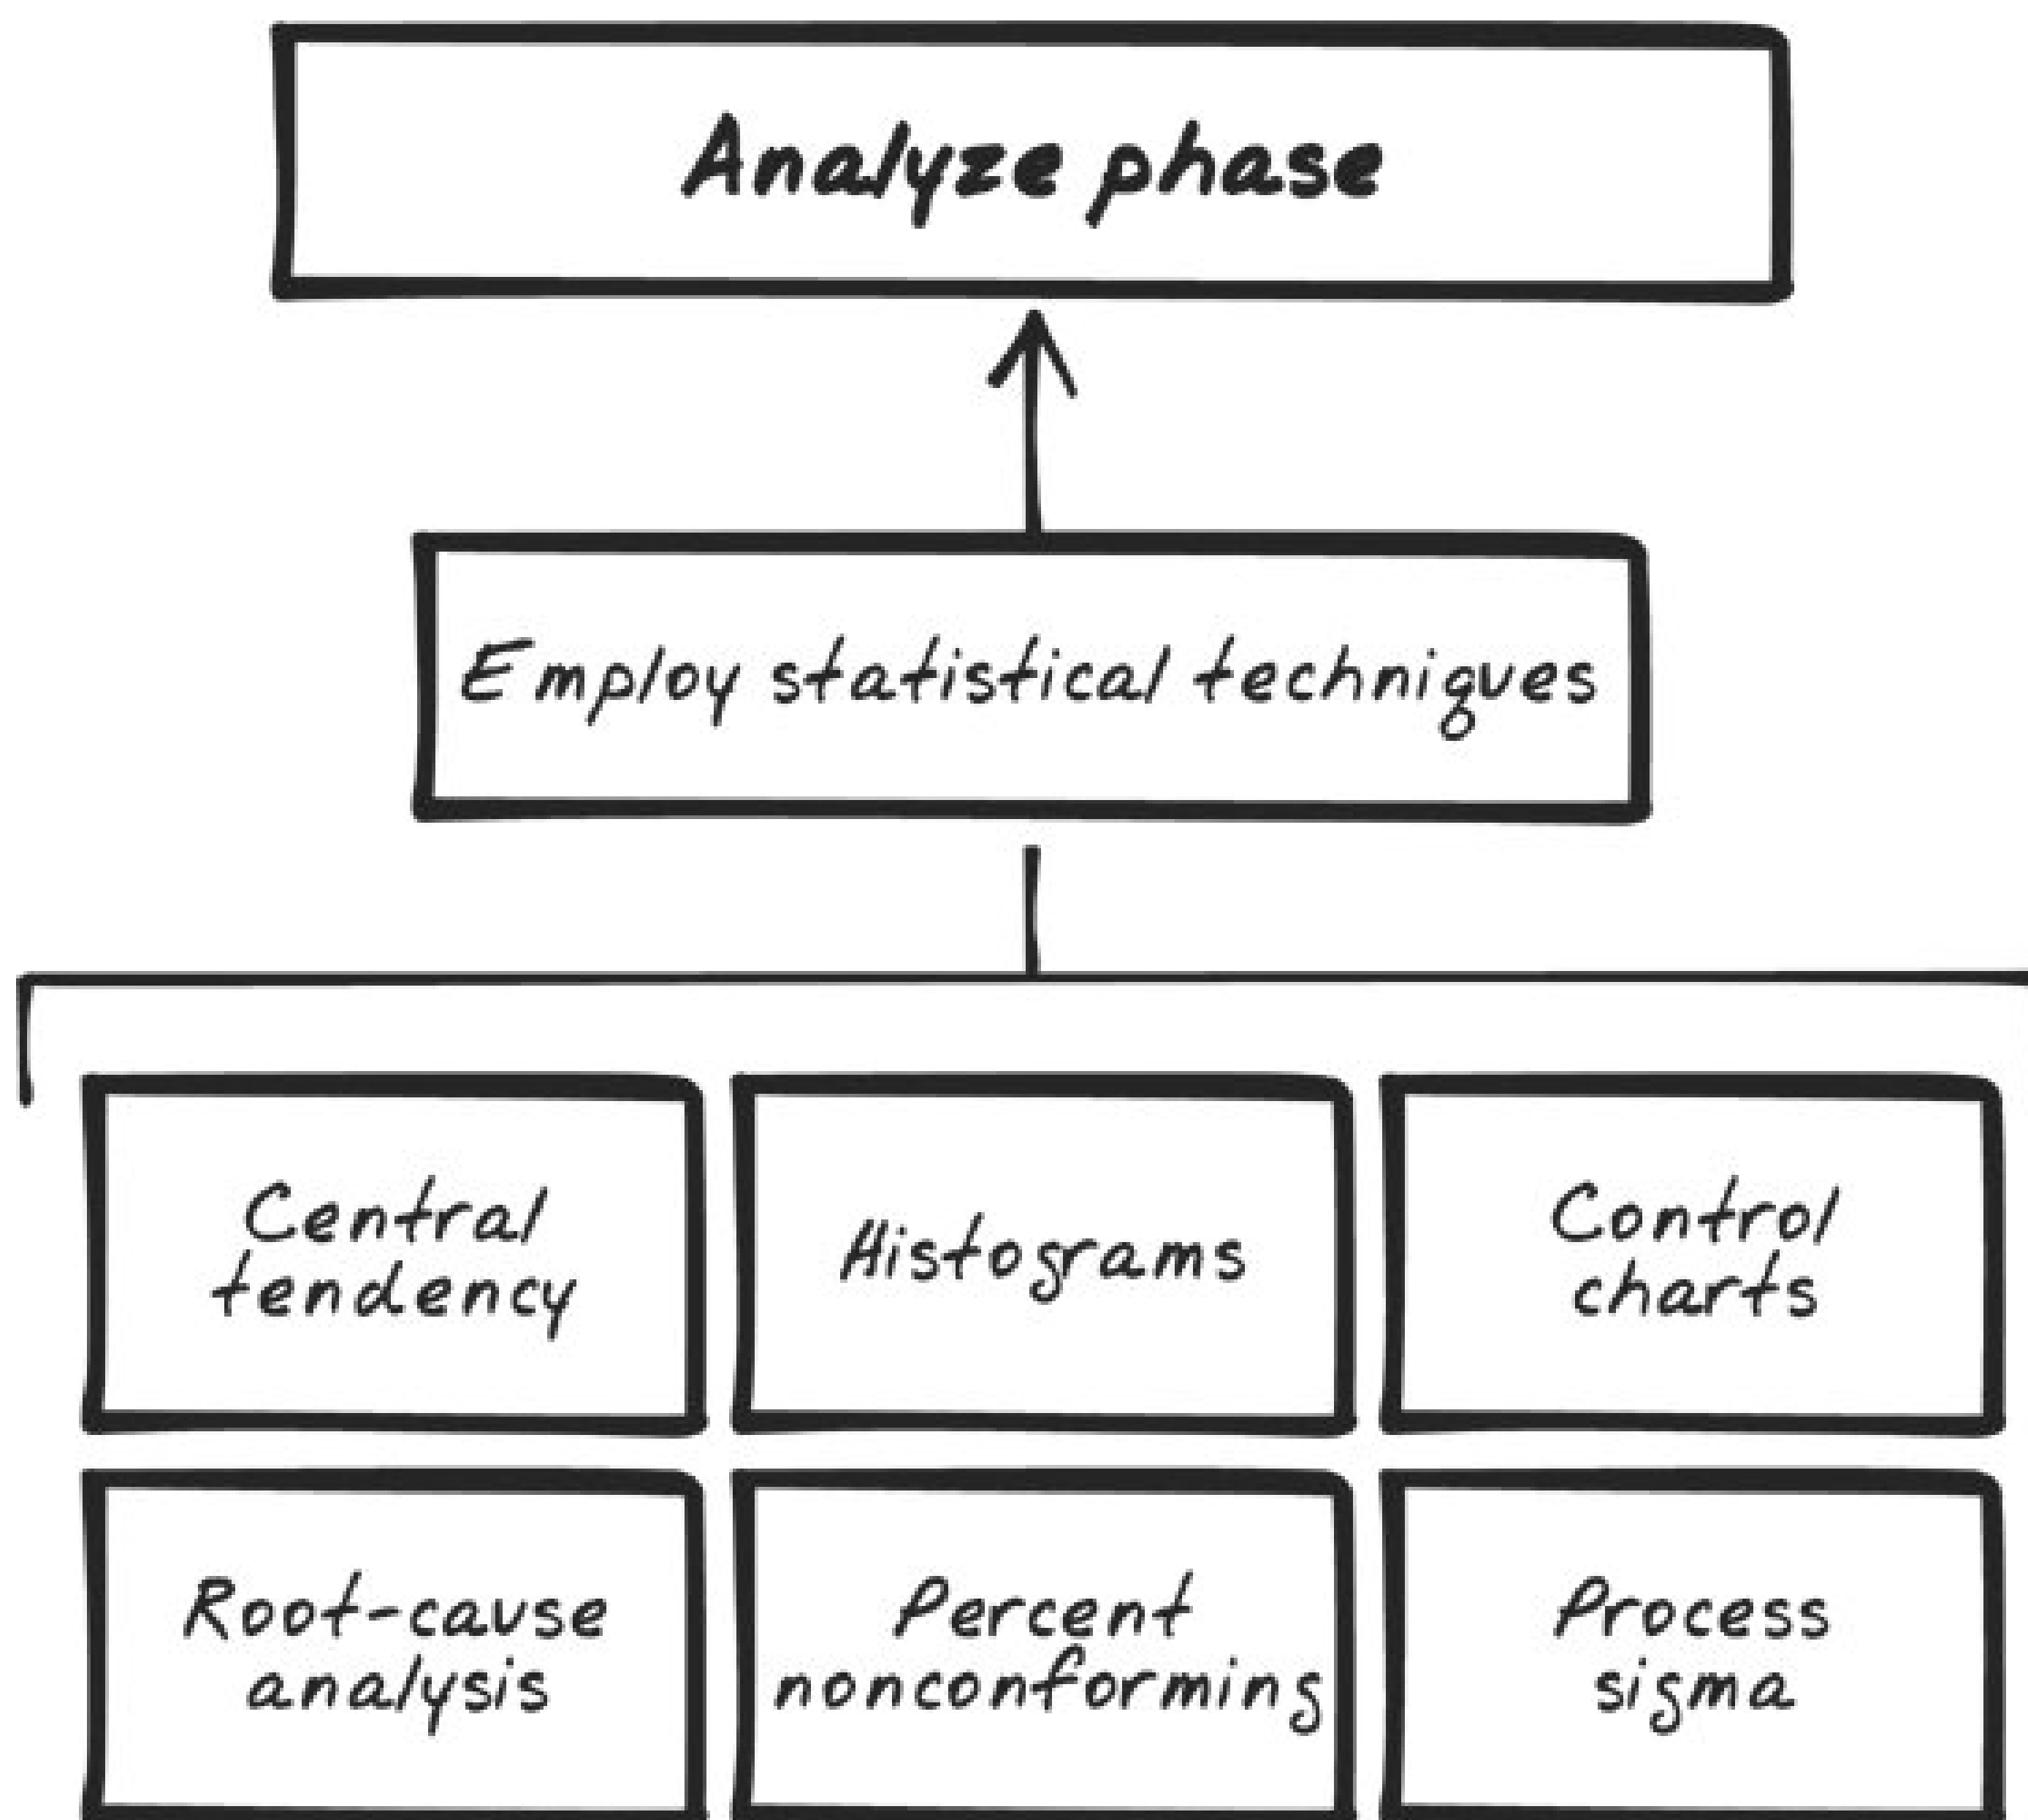 Analyze phase
Employ statistical techniques
Central
tendency
Histograms
Control
charts
Root-cause
analysis
Percent
nonconforming
Process
sigma